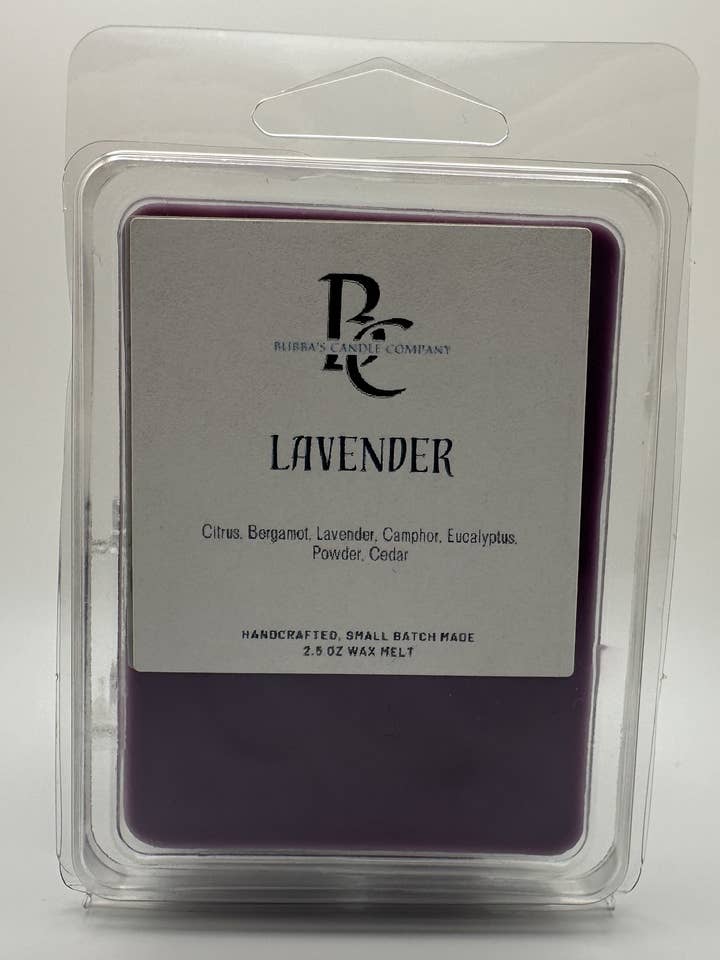 BC
BUBBA'S CANDLE COMPANY
LAVENDER
Citrus, Bergamot, Lavender, Camphor, Eucalyptus,
Powder, Cedar
HANDCRAFTED, SMALL BATCH MADE
2.5 OZ WAX MELT